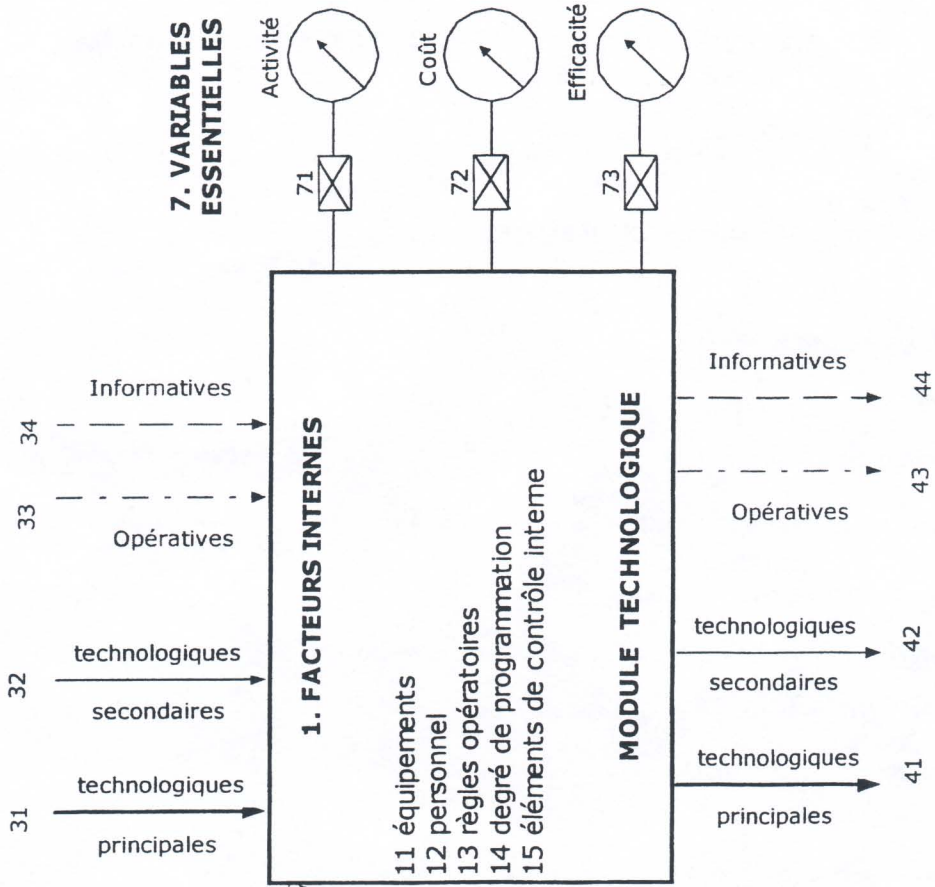 7. VARIABLES
ESSENTIELLES
Activité
71
Coût
72
Efficacité
73
34
Informatives
33
Opératives
32
technologiques
secondaires
31
technologiques
principales
1. FACTEURS INTERNES
11 équipements
12 personnel
13 règles opératoires
14 degré de programmation
15 éléments de contrôle interne
MODULE TECHNOLOGIQUE
Informatives
44
Opératives
43
technologiques
secondaires
42
technologiques
principales
41